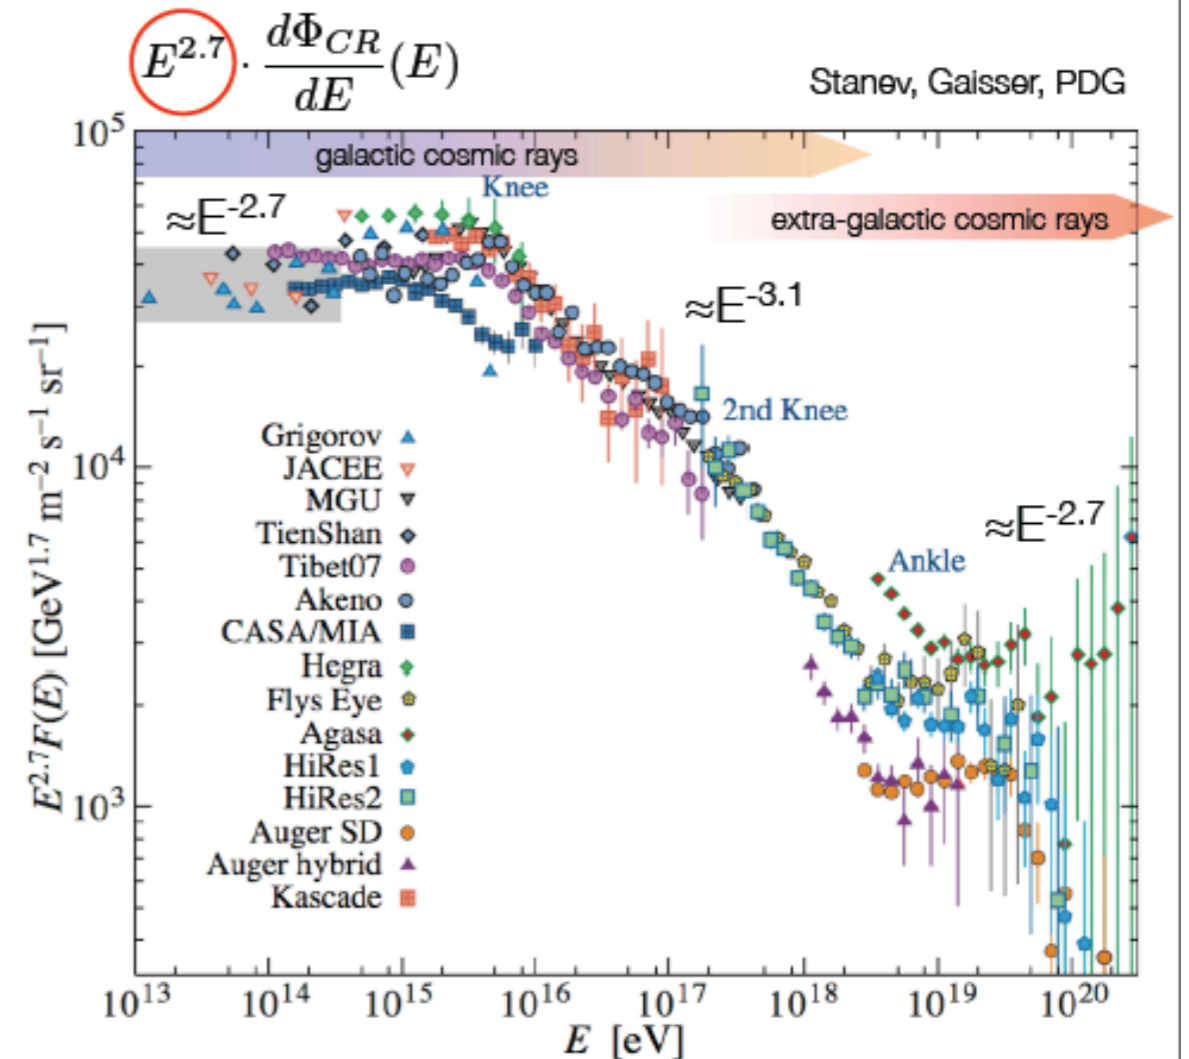 E^2.7 · dΦ_CR/dE (E)
Stanev, Gaisser, PDG
galactic cosmic rays
Knee
extra-galactic cosmic rays
≈E^-2.7
≈E^-3.1
2nd Knee
≈E^-2.7
Ankle
Grigorov
JACEE
MGU
TienShan
Tibet07
Akeno
CASA/MIA
Hegra
Flys Eye
Agasa
HiRes1
HiRes2
Auger SD
Auger hybrid
Kascade
10^5
10^4
10^3
E^2.7F(E) [GeV^1.7 m^−2 s^−1 sr^−1]
10^13 10^14 10^15 10^16 10^17 10^18 10^19 10^20
E [eV]